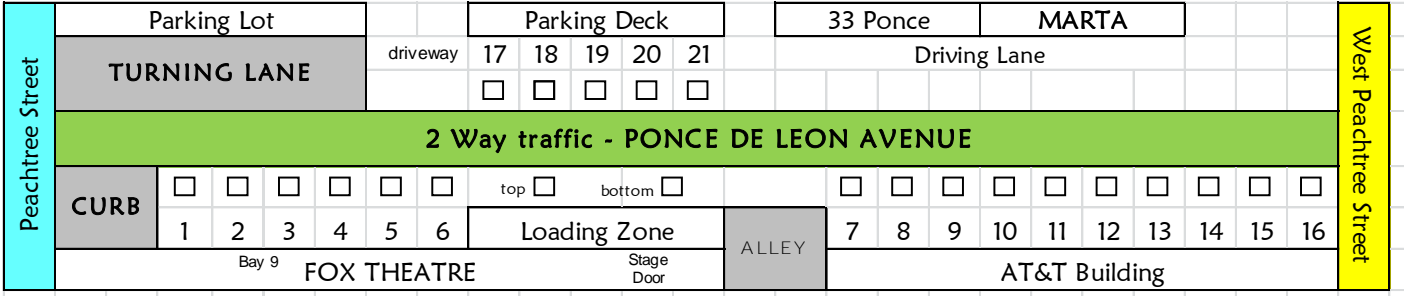 Peachtree Street
Parking Lot Parking Deck 33 Ponce MARTA
TURNING LANE driveway 17 18 19 20 21 Driving Lane
2 Way traffic - PONCE DE LEON AVENUE
CURB top bottom
1 2 3 4 5 6 Loading Zone ALLEY 7 8 9 10 11 12 13 14 15 16
Bay 9 FOX THEATRE Stage Door AT&T Building
West Peachtree Street